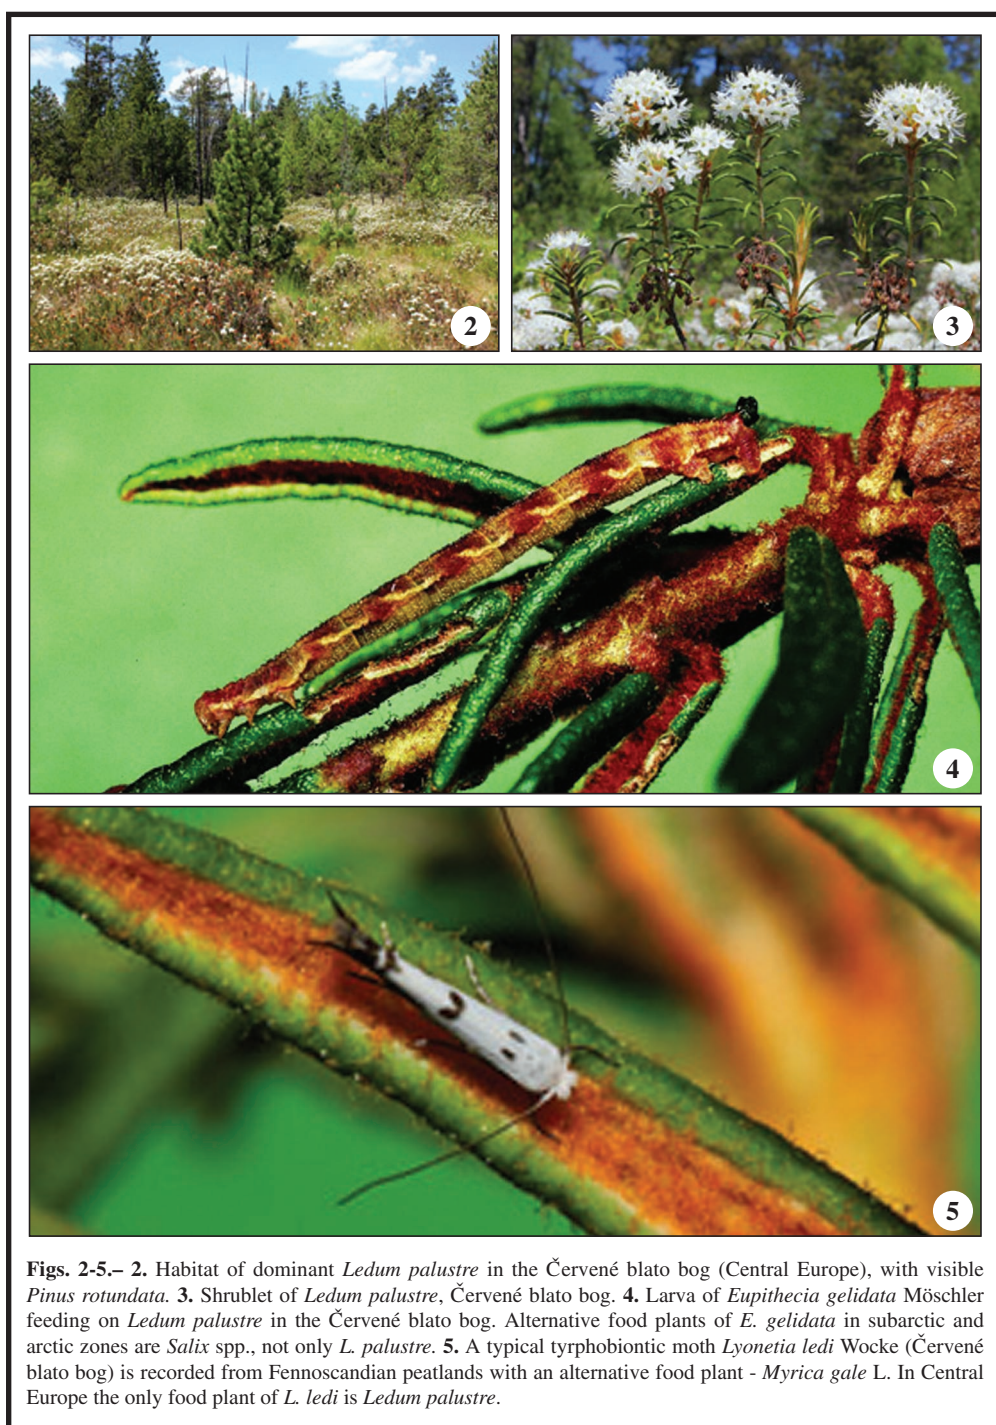 2
3
4
5
Figs. 2-5.– 2. Habitat of dominant Ledum palustre in the Červené blato bog (Central Europe), with visible
Pinus rotundata. 3. Shrublet of Ledum palustre, Červené blato bog. 4. Larva of Eupithecia gelidata Möschler
feeding on Ledum palustre in the Červené blato bog. Alternative food plants of E. gelidata in subarctic and
arctic zones are Salix spp., not only L. palustre. 5. A typical tyrphobiontic moth Lyonetia ledi Wocke (Červené
blato bog) is recorded from Fennoscandian peatlands with an alternative food plant - Myrica gale L. In Central
Europe the only food plant of L. ledi is Ledum palustre.